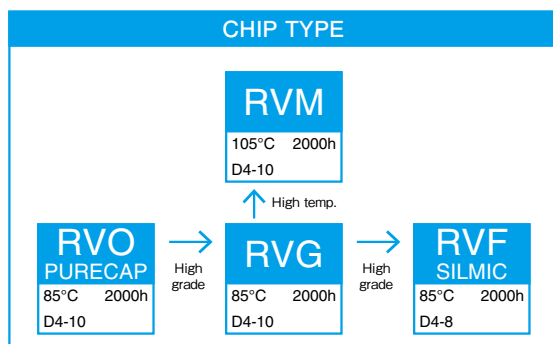 CHIP TYPE
RVM
105°C 2000h
D4-10
High temp.
RVO
PURECAP
85°C 2000h
D4-10
High
grade
RVG
85°C 2000h
D4-10
High
grade
RVF
SILMIC
85°C 2000h
D4-8